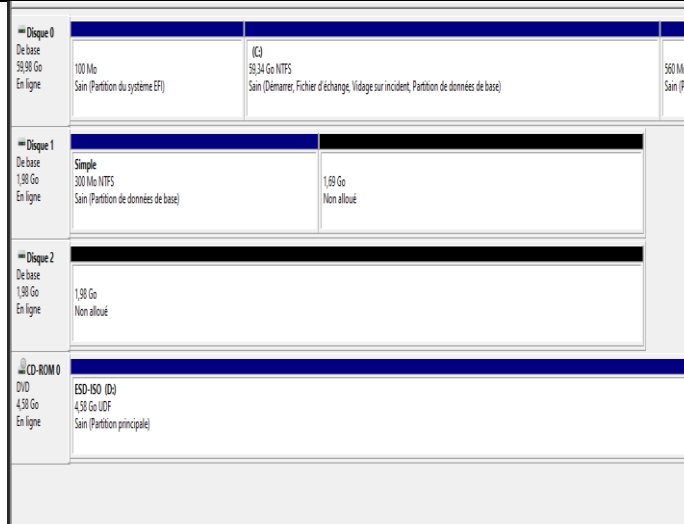 Disque 0
De base
59,98 Go
En ligne
100 Mo
Sain (Partition du système EFI)
(C:)
59,34 Go NTFS
Sain (Démarrer, Fichier d'échange, Vidage sur incident, Partition de données de base)
560 M
Sain (P
Disque 1
De base
1,98 Go
En ligne
Simple
300 Mo NTFS
Sain (Partition de données de base)
1,69 Go
Non alloué
Disque 2
De base
1,98 Go
En ligne
1,98 Go
Non alloué
CD-ROM 0
DVD
4,58 Go
En ligne
ESD-ISO (D:)
4,58 Go UDF
Sain (Partition principale)